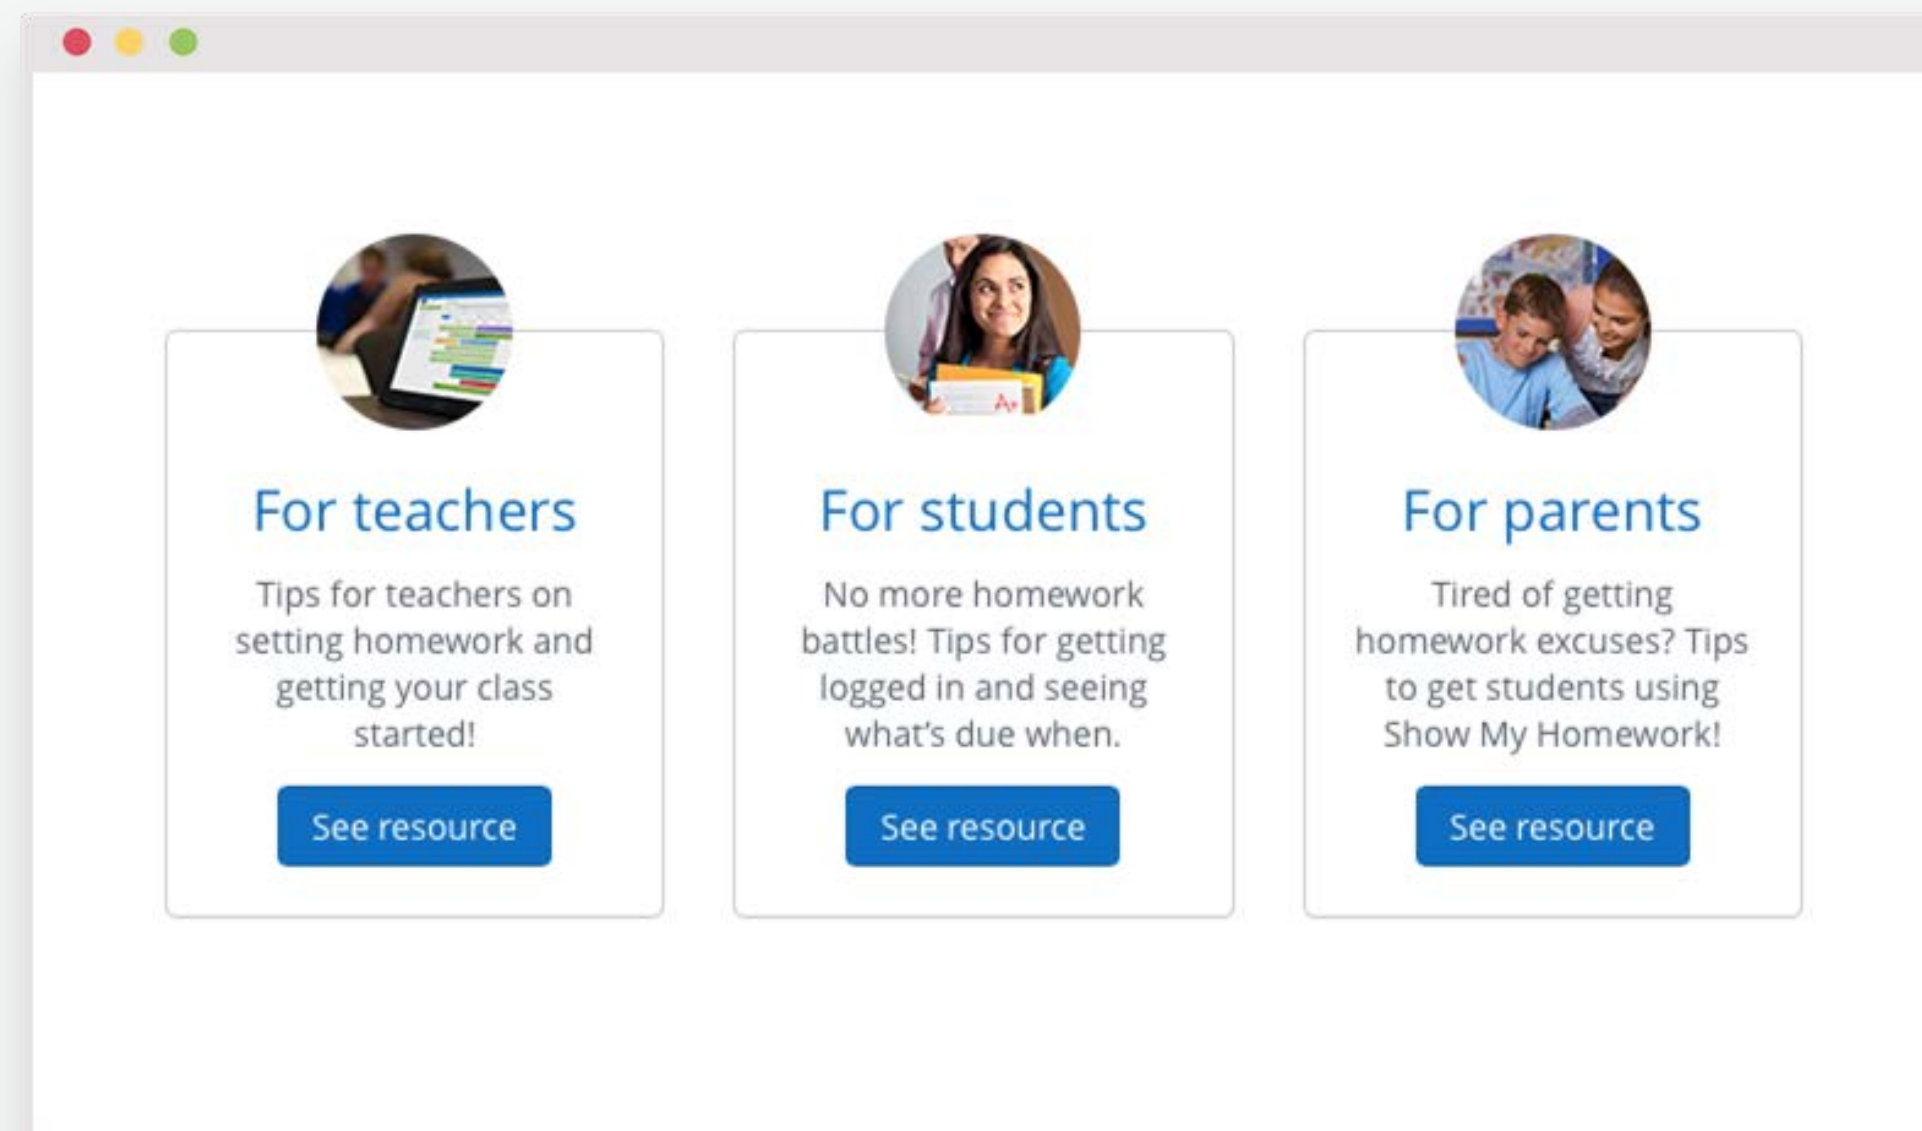 A+
For teachers
Tips for teachers on
setting homework and
getting your class
started!
See resource
For students
No more homework
battles! Tips for getting
logged in and seeing
what's due when.
See resource
For parents
Tired of getting
homework excuses? Tips
to get students using
Show My Homework!
See resource